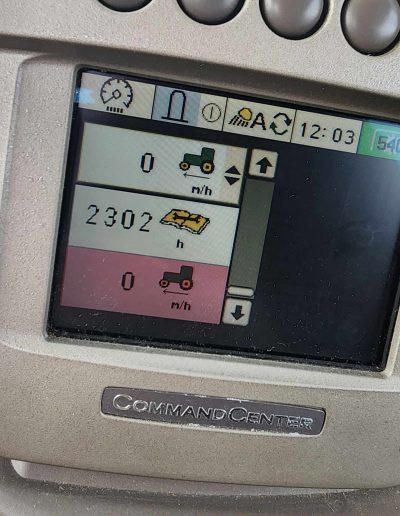 A 12:03 540
0
m/h
2302
h
0
m/h
COMMANDCENTER